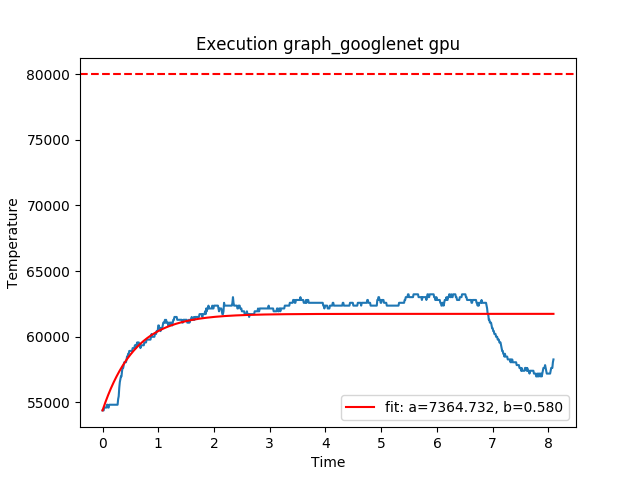 Execution graph_googlenet gpu
80000
75000
70000
65000
60000
55000
Temperature
fit: a=7364.732, b=0.580
0 1 2 3 4 5 6 7 8
Time